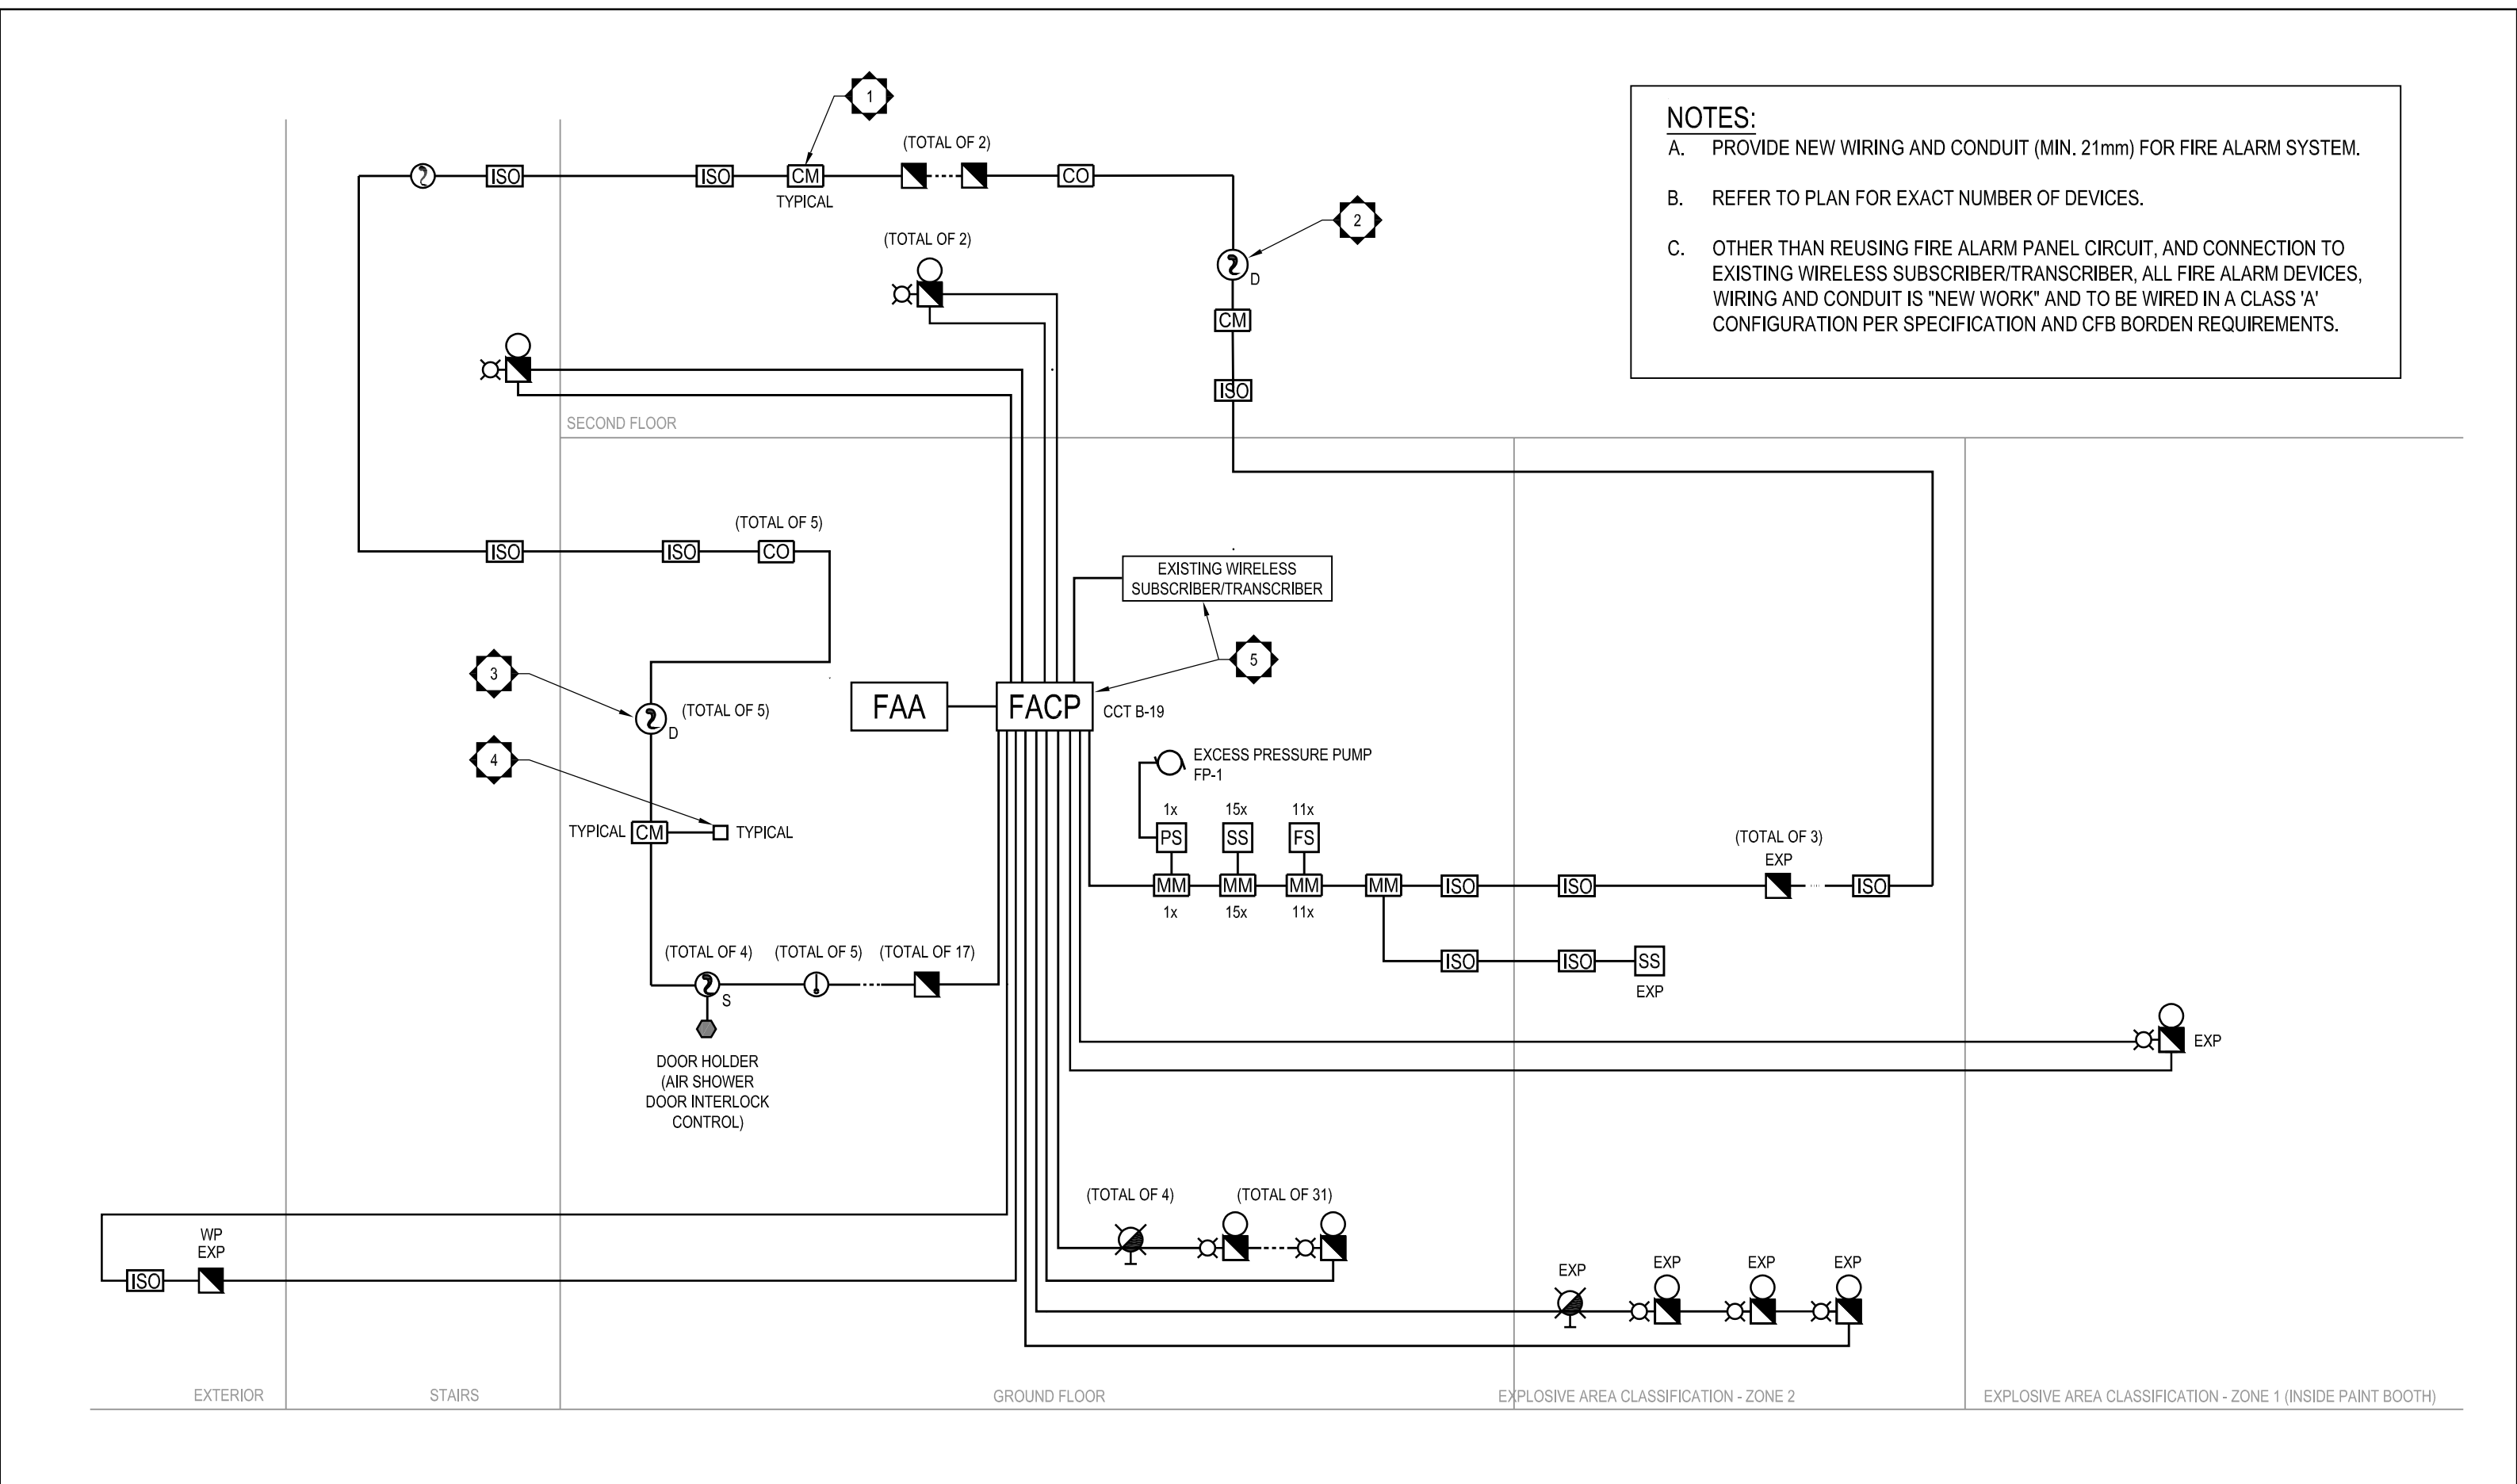 1
(TOTAL OF 2)
ISO
ISO
CM
CO
TYPICAL
2
(TOTAL OF 2)
D
CM
ISO
NOTES:
A. PROVIDE NEW WIRING AND CONDUIT (MIN. 21mm) FOR FIRE ALARM SYSTEM.
B. REFER TO PLAN FOR EXACT NUMBER OF DEVICES.
C. OTHER THAN REUSING FIRE ALARM PANEL CIRCUIT, AND CONNECTION TO
EXISTING WIRELESS SUBSCRIBER/TRANSCRIBER, ALL FIRE ALARM DEVICES,
WIRING AND CONDUIT IS "NEW WORK" AND TO BE WIRED IN A CLASS 'A'
CONFIGURATION PER SPECIFICATION AND CFB BORDEN REQUIREMENTS.
SECOND FLOOR
(TOTAL OF 5)
ISO
ISO
CO
EXISTING WIRELESS
SUBSCRIBER/TRANSCRIBER
5
3
(TOTAL OF 5)
D
FAA
FACP
CCT B-19
4
TYPICAL
CM
TYPICAL
EXCESS PRESSURE PUMP
FP-1
1x
15x
11x
PS
SS
FS
MM
MM
MM
MM
ISO
ISO
1x
15x
11x
(TOTAL OF 3)
EXP
ISO
ISO
ISO
SS
EXP
(TOTAL OF 4)
(TOTAL OF 5)
(TOTAL OF 17)
S
DOOR HOLDER
(AIR SHOWER
DOOR INTERLOCK
CONTROL)
EXP
(TOTAL OF 4)
(TOTAL OF 31)
WP
EXP
ISO
EXP
EXP
EXP
EXP
EXTERIOR
STAIRS
GROUND FLOOR
EXPLOSIVE AREA CLASSIFICATION - ZONE 2
EXPLOSIVE AREA CLASSIFICATION - ZONE 1 (INSIDE PAINT BOOTH)